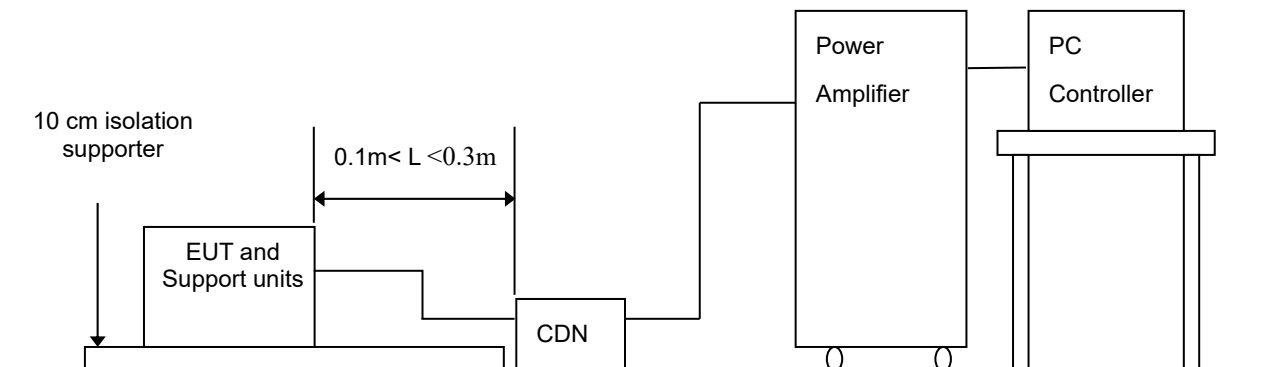 Power
Amplifier
PC
Controller
10 cm isolation
supporter
0.1m< L <0.3m
EUT and
Support units
CDN